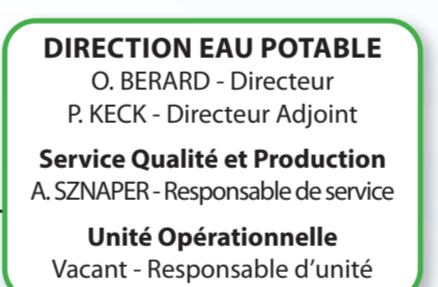 DIRECTION EAU POTABLE
O. BERARD - Directeur
P. KECK - Directeur Adjoint
Service Qualité et Production
A. SZNAPER - Responsable de service
Unité Opérationnelle
Vacant - Responsable d’unité